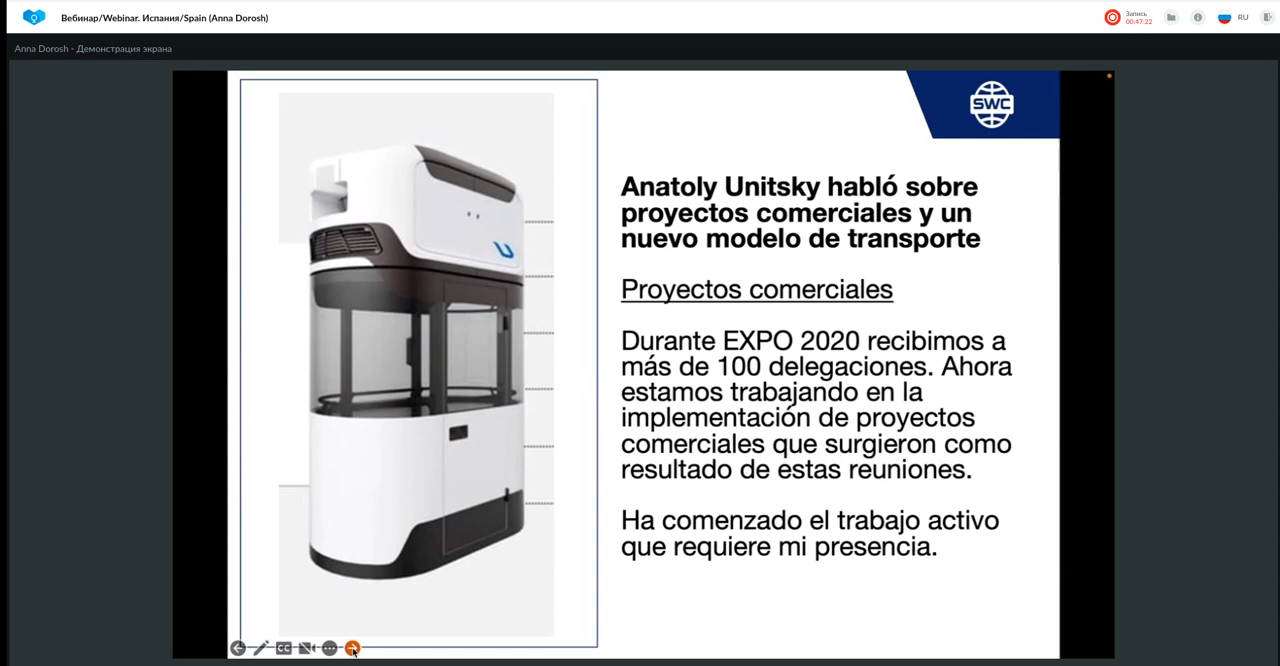 Вебинар/Webinar. Испания/Spain (Anna Dorosh)
Запись
00:47:22
RU
Anna Dorosh - Демонстрация экрана
SWC
Anatoly Unitsky habló sobre
proyectos comerciales y un
nuevo modelo de transporte
Proyectos comerciales
Durante EXPO 2020 recibimos a
más de 100 delegaciones. Ahora
estamos trabajando en la
implementación de proyectos
comerciales que surgieron como
resultado de estas reuniones.
Ha comenzado el trabajo activo
que requiere mi presencia.
CC